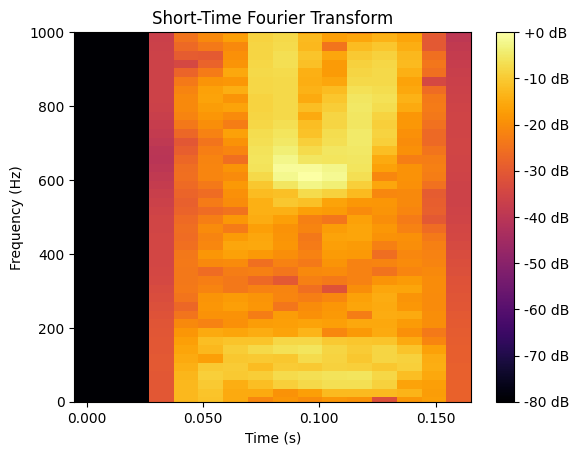 Short-Time Fourier Transform
1000
800
600
400
200
0
Frequency (Hz)
0.000
0.050
0.100
0.150
Time (s)
+0 dB
-10 dB
-20 dB
-30 dB
-40 dB
-50 dB
-60 dB
-70 dB
-80 dB